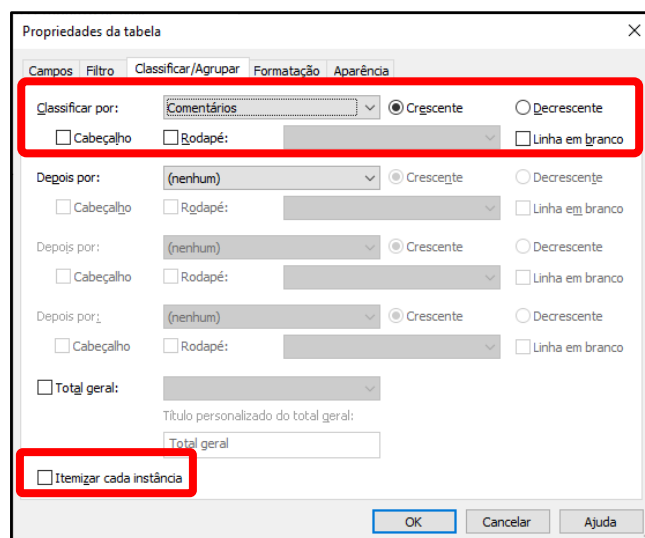 Propriedades da tabela
Campos Filtro Classificar/Agrupar Formatação Aparência
Classificar por: Comentários Crescente Decrescente
Cabeçalho Rodapé: Linha em branco
Depois por: (nenhum) Crescente Decrescente
Cabeçalho Rodapé: Linha em branco
Depois por: (nenhum) Crescente Decrescente
Cabeçalho Rodapé: Linha em branco
Depois por: (nenhum) Crescente Decrescente
Cabeçalho Rodapé: Linha em branco
Total geral:
Título personalizado do total geral:
Total geral
Itemizar cada instância
OK Cancelar Ajuda